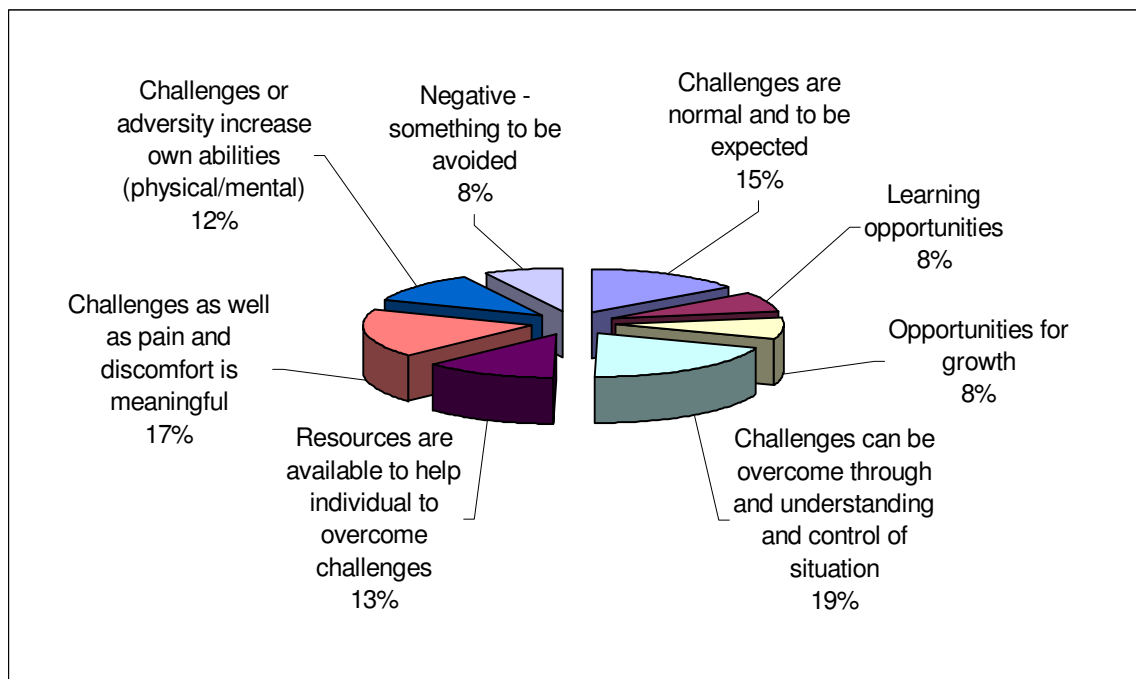 Challenges or
adversity increase
own abilities
(physical/mental)
12%
Negative -
something to be
avoided
8%
Challenges are
normal and to be
expected
15%
Learning
opportunities
8%
Opportunities for
growth
8%
Challenges can be
overcome through
and understanding
and control of
situation
19%
Resources are
available to help
individual to
overcome
challenges
13%
Challenges as well
as pain and
discomfort is
meaningful
17%